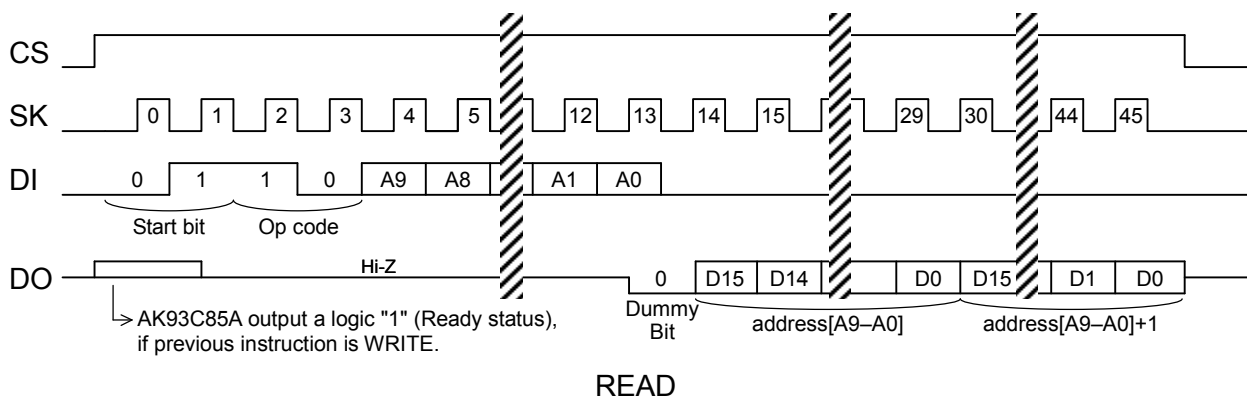 CS
SK 0 1 2 3 4 5 12 13 14 15 29 30 44 45
DI 0 1 1 0 A9 A8 A1 A0
Start bit Op code
DO Hi-Z 0 D15 D14 D0 D15 D1 D0
Dummy
Bit
address[A9–A0] address[A9–A0]+1
AK93C85A output a logic "1" (Ready status),
if previous instruction is WRITE.
READ